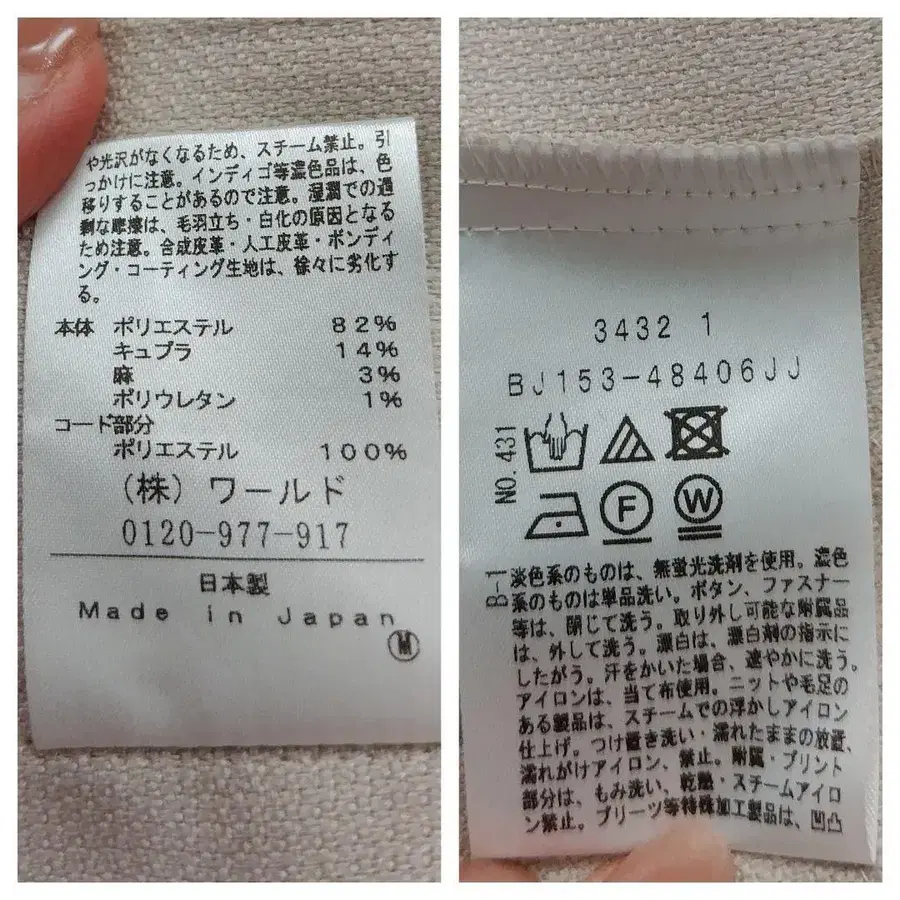 や光沢がなくなるため、スチーム禁止。引
っかけに注意。インディゴ等濃色品は、色
移りすることがあるので注意。湿潤での過
剰な摩擦は、毛羽立ち・白化の原因となる
ため注意。合成皮革・人工皮革・ボンディ
ング・コーティング生地は、徐々に劣化す
る。
本体 ポリエステル 82%
キュプラ 14%
麻 3%
ポリウレタン 1%
コード部分
ポリエステル 100%
(株) ワールド
0120-977-917
日本製
Made in Japan
M
3432 1
BJ153-48406JJ
NO.431
F
W
B-1
淡色系のものは、無蛍光洗剤を使用。濃色
系のものは単品洗い。ボタン、ファスナー
等は、閉じて洗う。取り外し可能な附属品
は、外して洗う。漂白は、漂白剤の指示に
したがう。汗をかいた場合、速やかに洗う。
アイロンは、当て布使用。ニットや毛足の
ある製品は、スチームでの浮かしアイロン
仕上げ。つけ置き洗い・濡れたままの放置、
濡れがけアイロン、禁止。附属・プリント
部分は、もみ洗い、乾熱・スチームアイロ
ン禁止。プリーツ等特殊加工製品は、凹凸